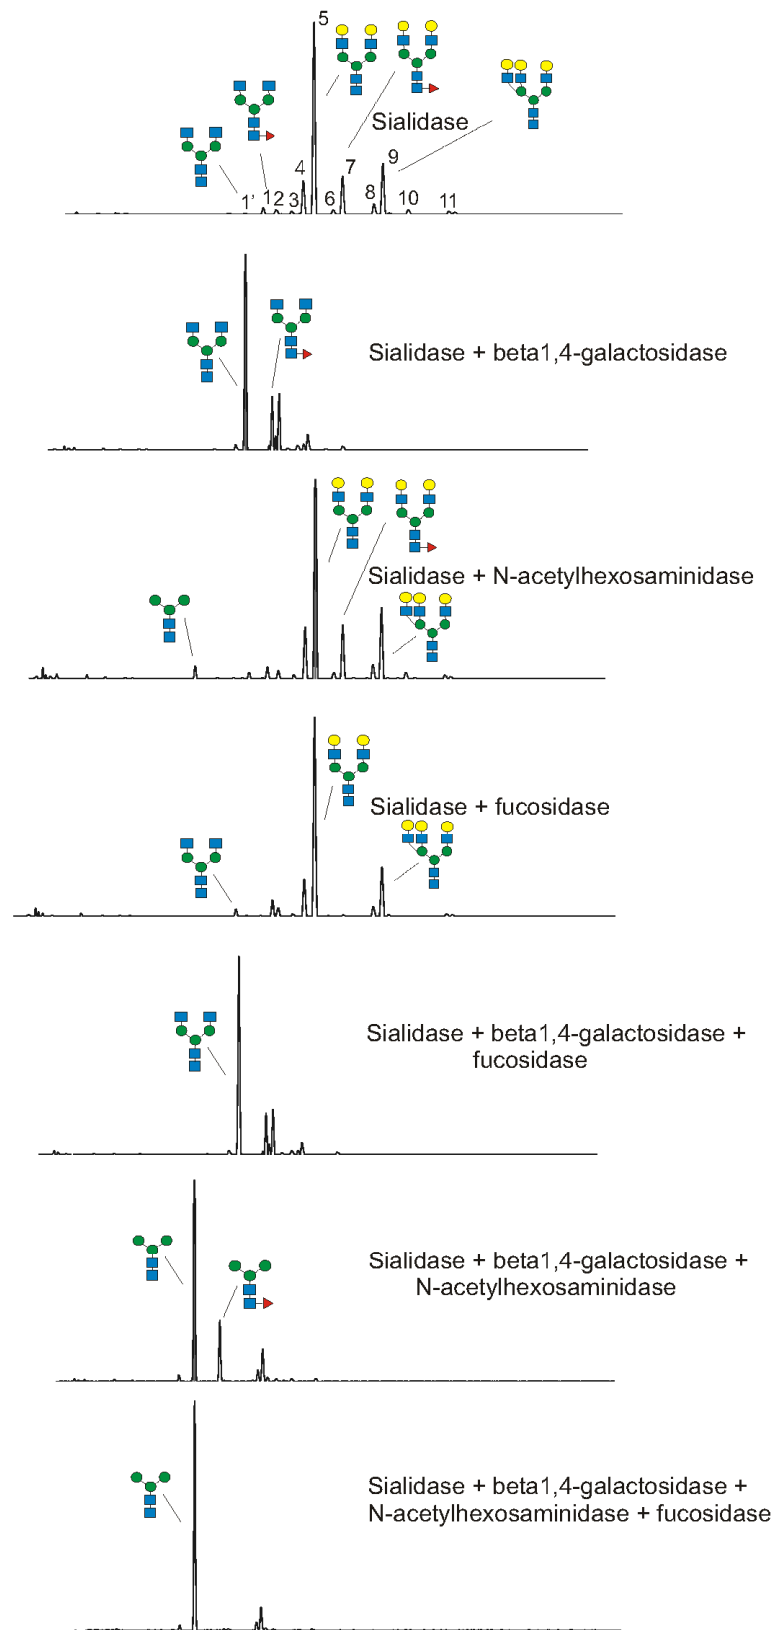 5
Sialidase
4
7
9
1' 1 2 3 6 8 10 11
Sialidase + beta1,4-galactosidase
Sialidase + N-acetylhexosaminidase
Sialidase + fucosidase
Sialidase + beta1,4-galactosidase +
fucosidase
Sialidase + beta1,4-galactosidase +
N-acetylhexosaminidase
Sialidase + beta1,4-galactosidase +
N-acetylhexosaminidase + fucosidase